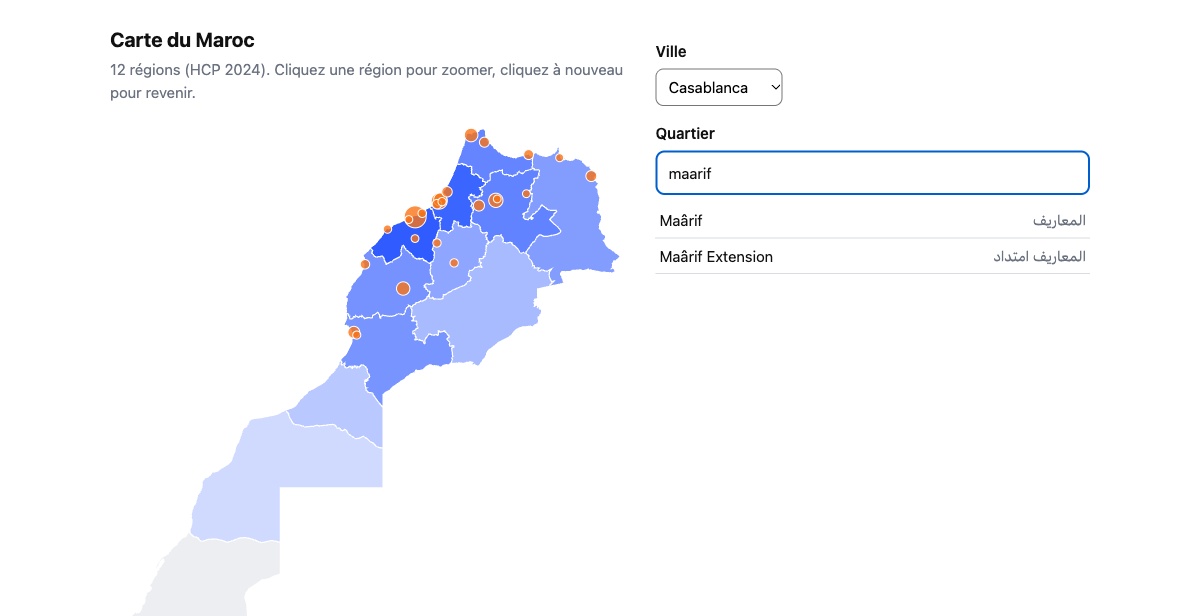 Carte du Maroc
12 régions (HCP 2024). Cliquez une région pour zoomer, cliquez à nouveau
pour revenir.
Ville
Casablanca
Quartier
maarif
Maârif المعاريف
Maârif Extension المعاريف امتداد